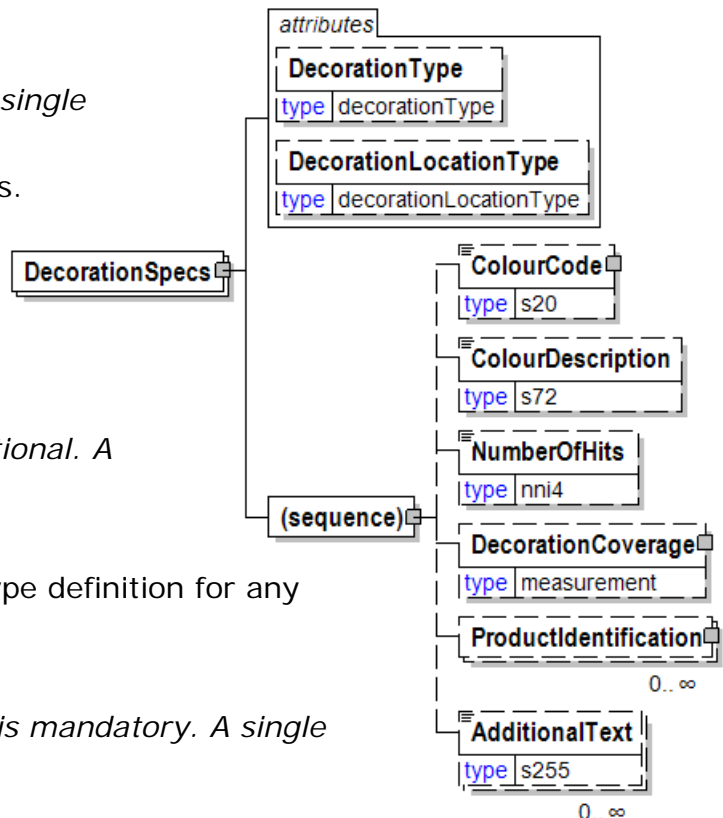 attributes
DecorationType
type decorationType
single
DecorationLocationType
s.
type decorationLocationType
DecorationSpecs
ColourCode
type s20
ColourDescription
type s72
tional. A
NumberOfHits
type nni4
(sequence)
DecorationCoverage
type measurement
ype definition for any
ProductIdentification
0..∞
is mandatory. A single
AdditionalText
type s255
0..∞